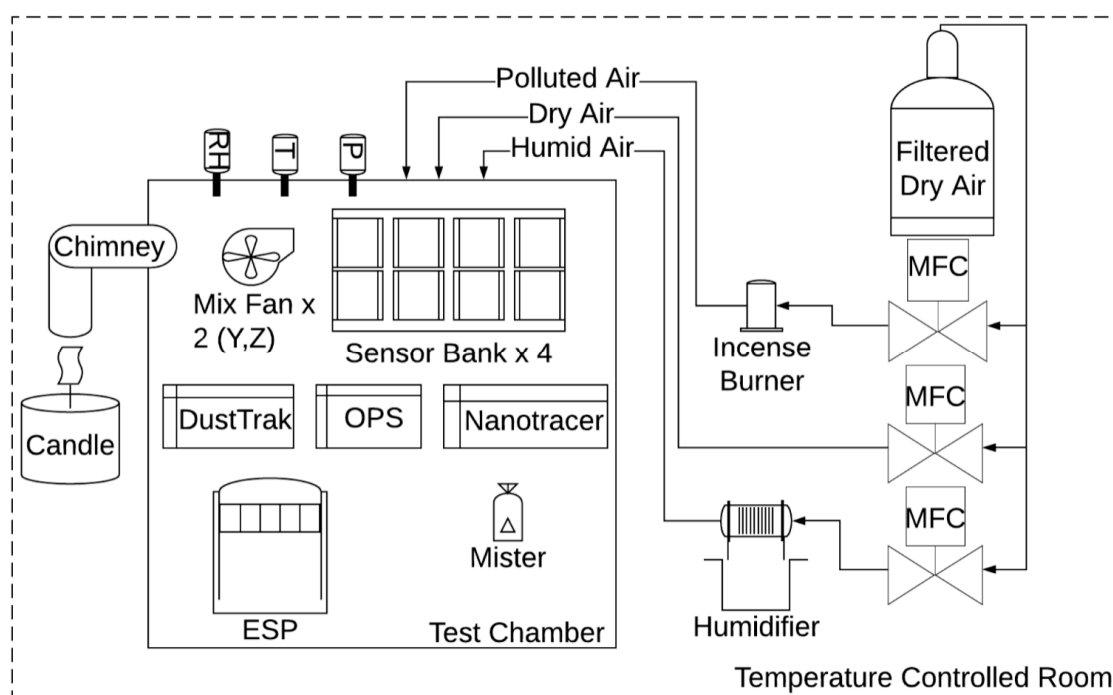 Polluted Air
Dry Air
Humid Air
RH
T
P
Filtered
Dry Air
Chimney
MFC
Mix Fan x
2 (Y,Z)
Sensor Bank x 4
Incense
Burner
MFC
DustTrak
OPS
Nanotracer
Candle
MFC
Mister
ESP
Test Chamber
Humidifier
Temperature Controlled Room